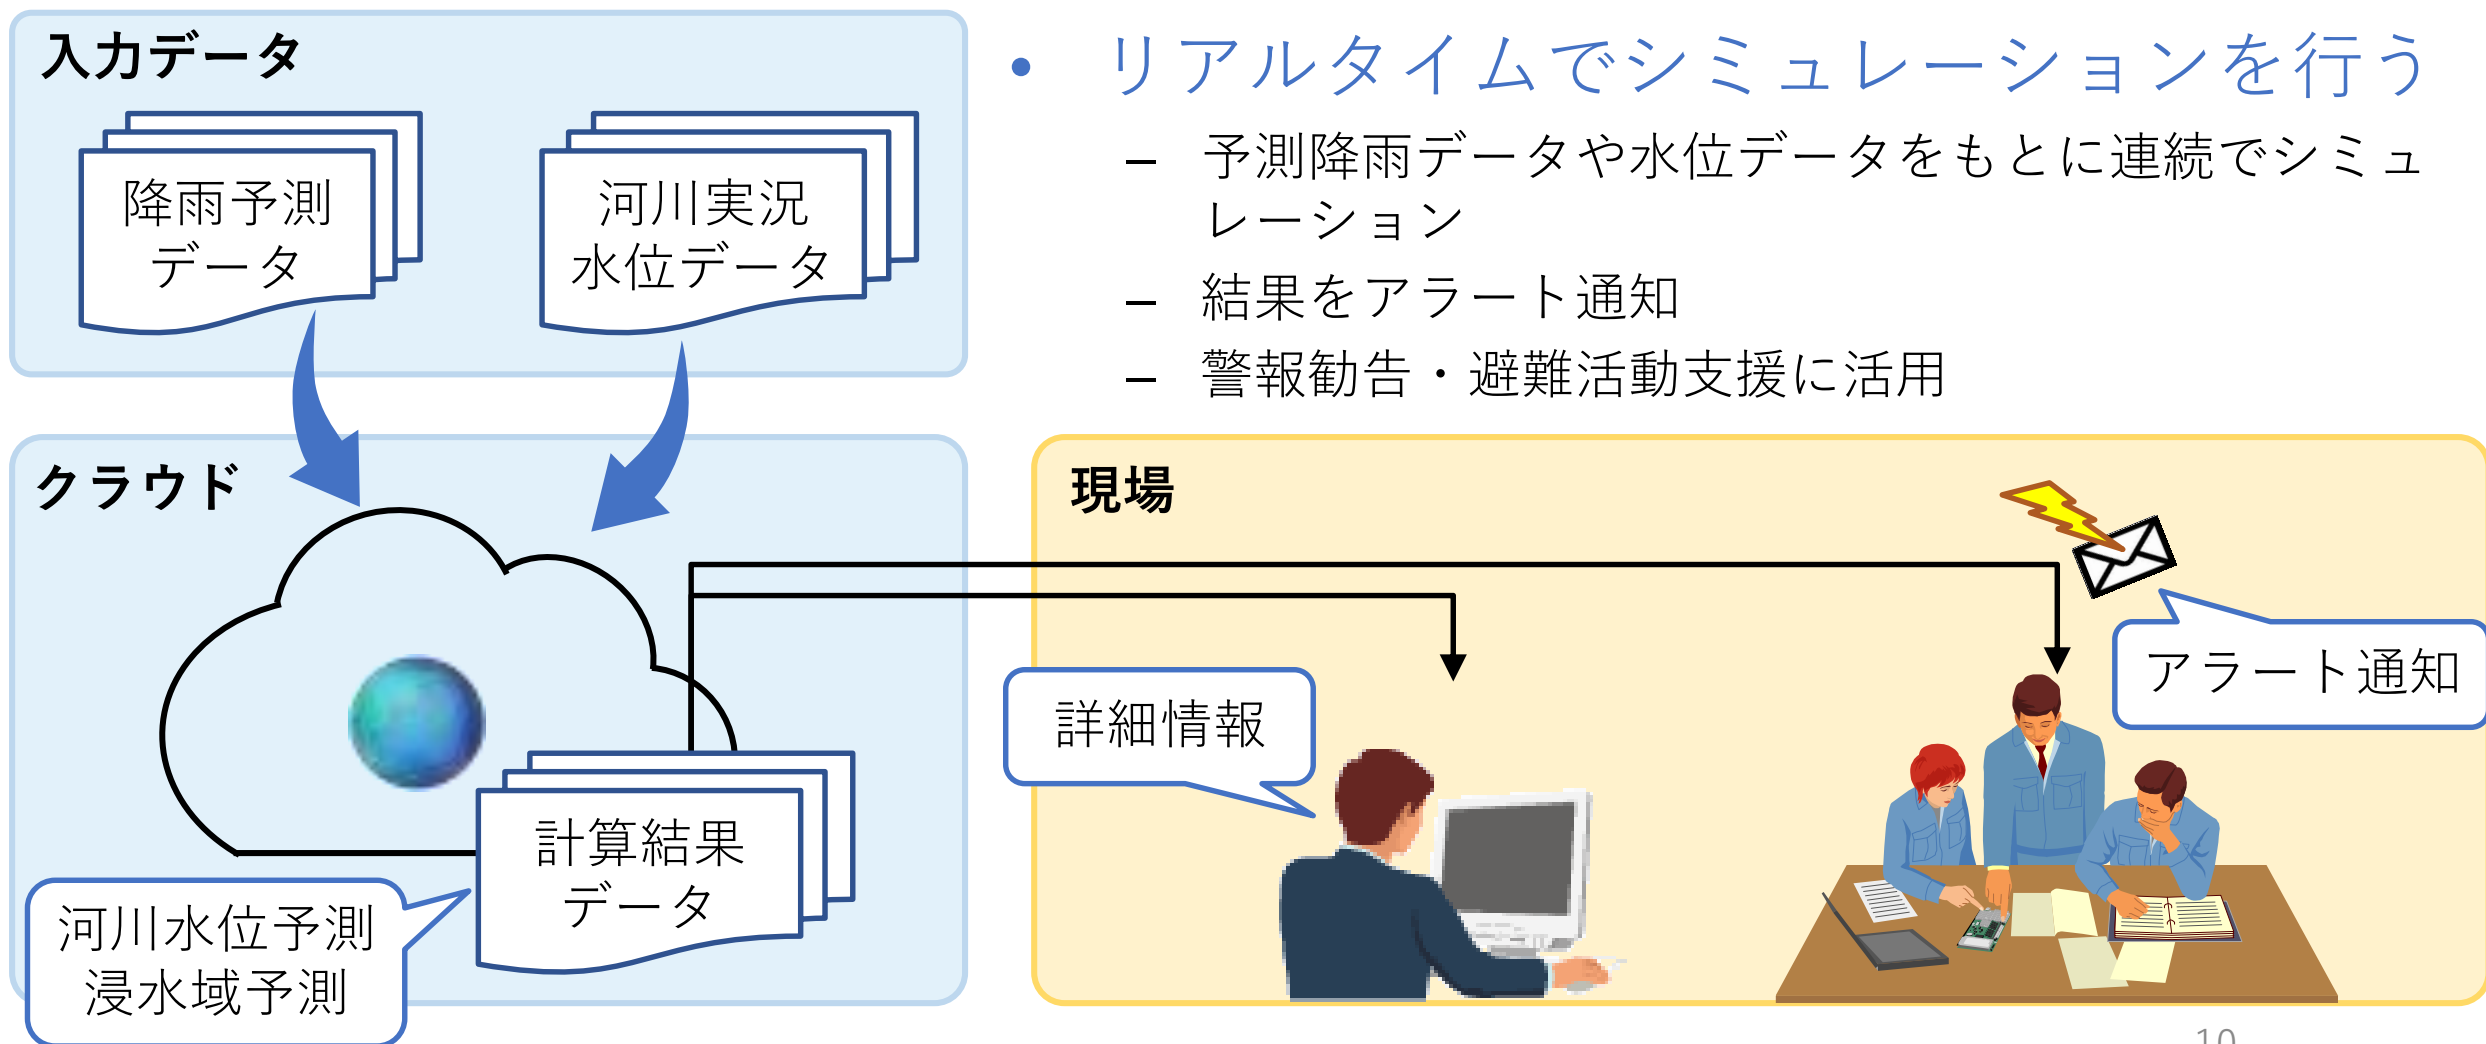 入力データ
降雨予測
データ
河川実況
水位データ
• リアルタイムでシミュレーションを行う
– 予測降雨データや水位データをもとに連続でシミュ
レーション
– 結果をアラート通知
– 警報勧告・避難活動支援に活用
クラウド
計算結果
データ
河川水位予測
浸水域予測
現場
詳細情報
アラート通知
10